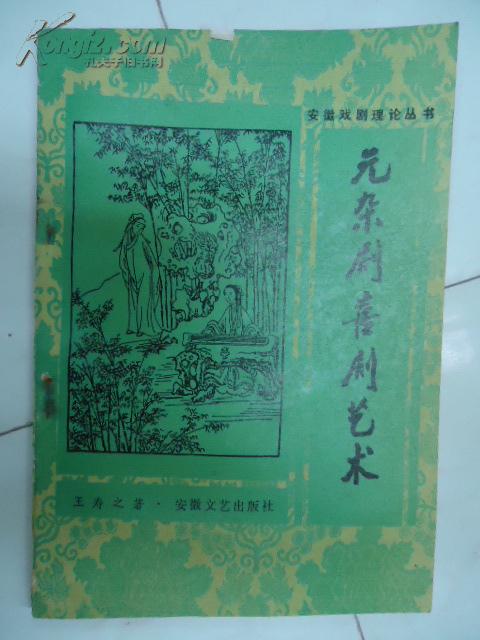 Kongfz.com
孔夫子旧书网
安徽戏剧理论丛书
元杂剧喜剧艺术
王寿之著·安徽文艺出版社